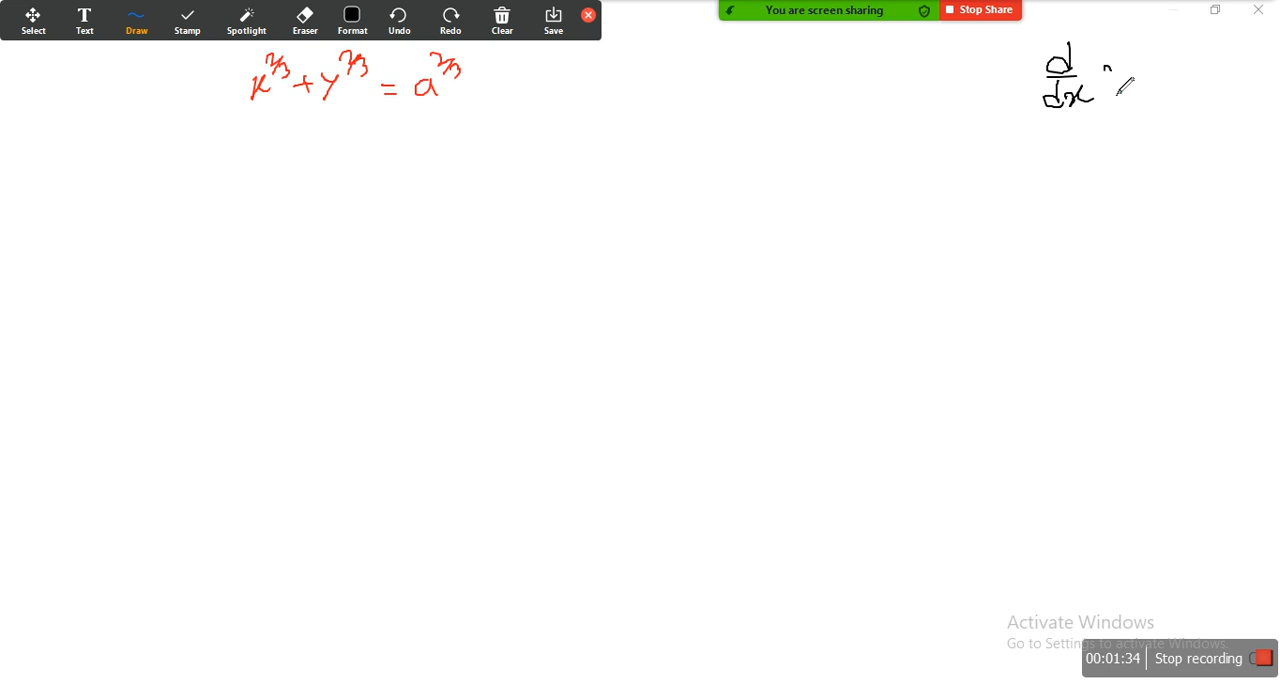 Select Text Draw Stamp Spotlight Eraser Format Undo Redo Clear Save
You are screen sharing Stop Share
x^2/3 + y^2/3 = a^2/3
d/dx
Activate Windows
Go to Settings to activate Windows.
00:01:34 Stop recording